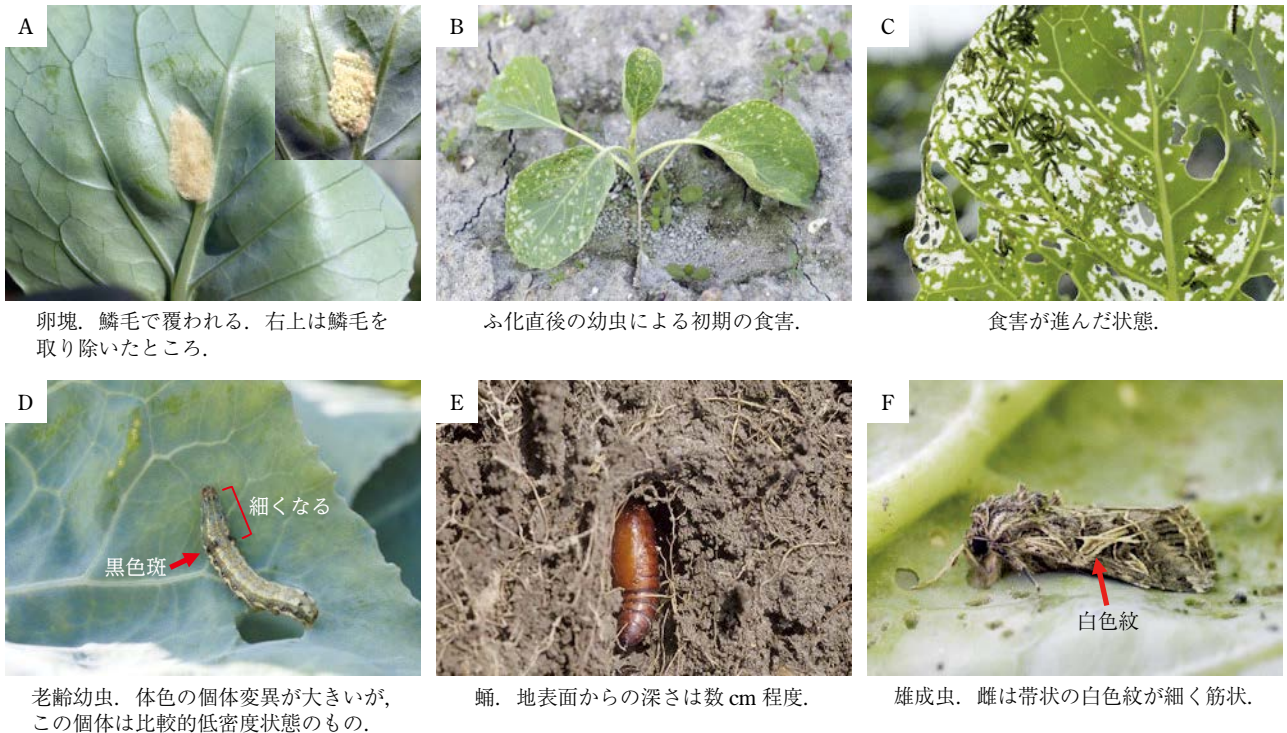 A
B
C
卵塊．鱗毛で覆われる．右上は鱗毛を
取り除いたところ．
ふ化直後の幼虫による初期の食害．
食害が進んだ状態．
D
細くなる
黒色斑
E
F
白色紋
老齢幼虫．体色の個体変異が大きいが，
この個体は比較的低密度状態のもの．
蛹．地表面からの深さは数 cm 程度．
雄成虫．雌は帯状の白色紋が細く筋状．